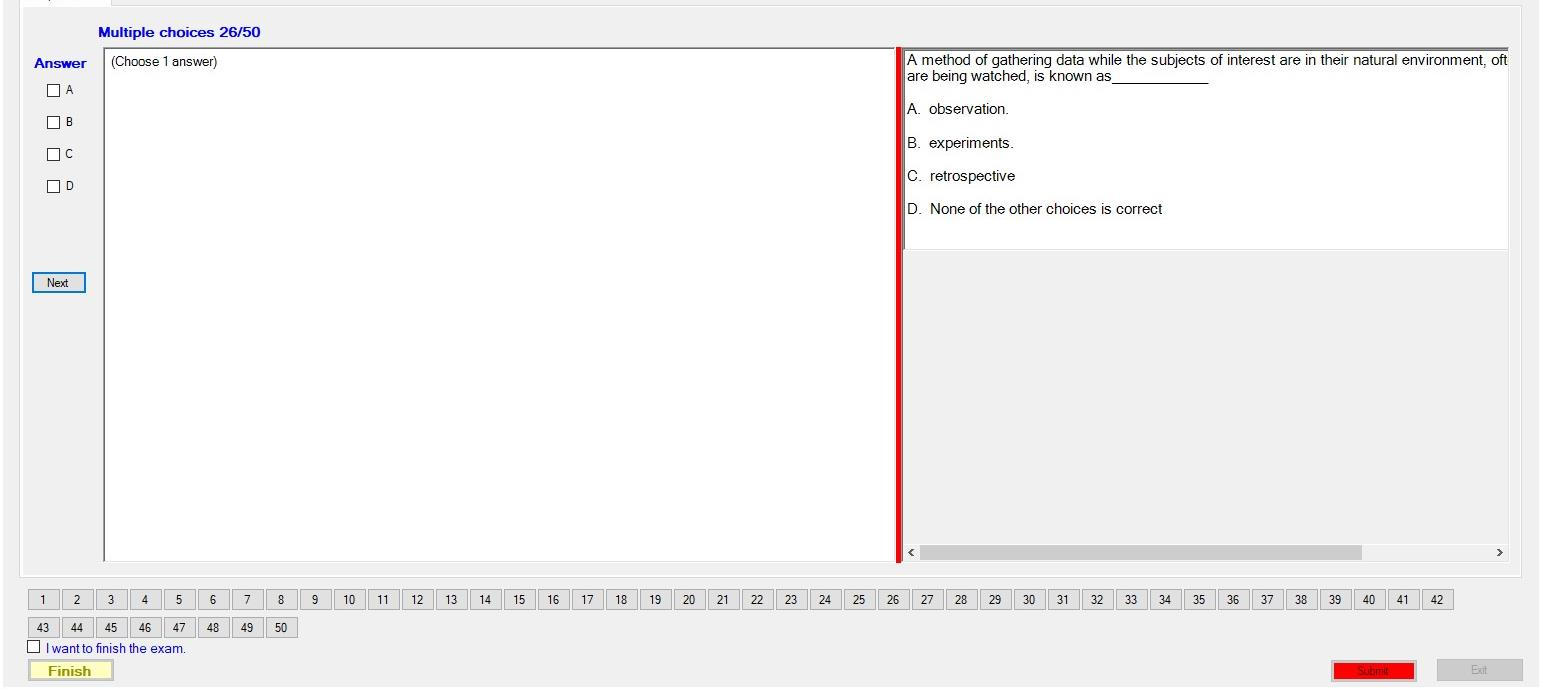 Multiple choices 26/50
Answer
(Choose 1 answer)
A
B
C
D
Next
A method of gathering data while the subjects of interest are in their natural environment, oft
are being watched, is known as____________
A. observation.
B. experiments.
C. retrospective
D. None of the other choices is correct
1 2 3 4 5 6 7 8 9 10 11 12 13 14 15 16 17 18 19 20 21 22 23 24 25 26 27 28 29 30 31 32 33 34 35 36 37 38 39 40 41 42
43 44 45 46 47 48 49 50
I want to finish the exam.
Finish
Submit
Exit